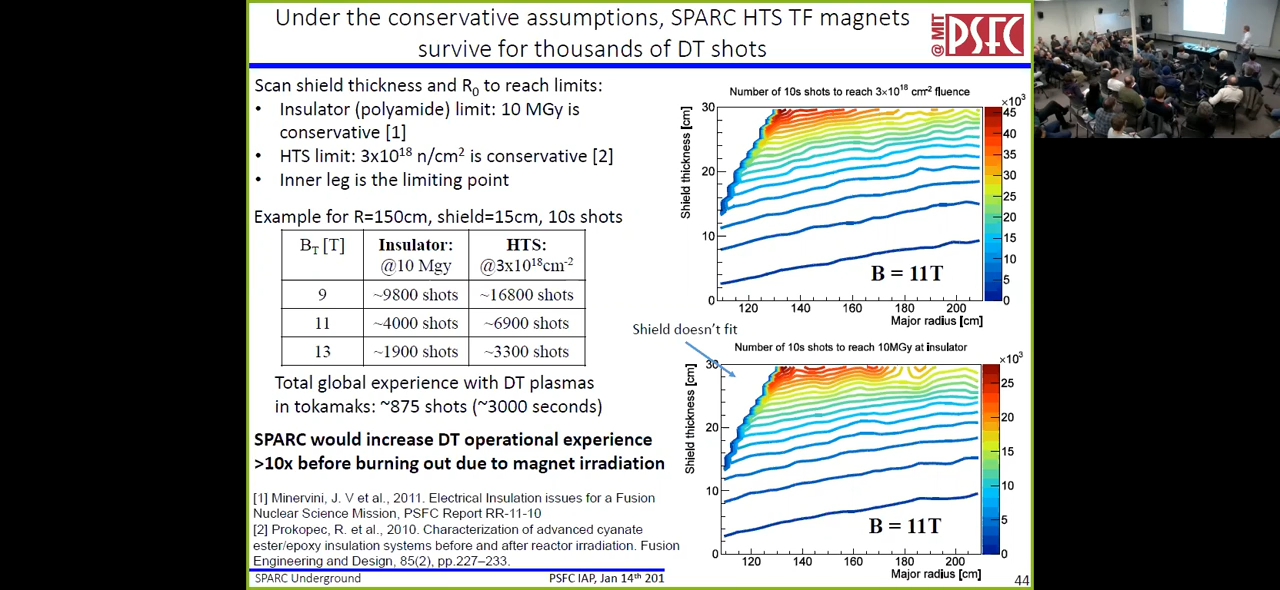 Under the conservative assumptions, SPARC HTS TF magnets
survive for thousands of DT shots
@ MIT
PSFC
Scan shield thickness and R0 to reach limits:
• Insulator (polyamide) limit: 10 MGy is
conservative [1]
• HTS limit: 3x10^18 n/cm^2 is conservative [2]
• Inner leg is the limiting point
Example for R=150cm, shield=15cm, 10s shots
BT [T] Insulator: @10 Mgy HTS: @3x10^18cm^-2
9 ~9800 shots ~16800 shots
11 ~4000 shots ~6900 shots
13 ~1900 shots ~3300 shots
Total global experience with DT plasmas
in tokamaks: ~875 shots (~3000 seconds)
SPARC would increase DT operational experience
>10x before burning out due to magnet irradiation
[1] Minervini, J. V et al., 2011. Electrical Insulation issues for a Fusion
Nuclear Science Mission, PSFC Report RR-11-10
[2] Prokopec, R. et al., 2010. Characterization of advanced cyanate
ester/epoxy insulation systems before and after reactor irradiation. Fusion
Engineering and Design, 85(2), pp.227–233.
SPARC Underground
PSFC IAP, Jan 14th 201
44
Number of 10s shots to reach 3×10^18 cm^-2 fluence
Shield thickness [cm]
30
20
10
0
120 140 160 180 200
Major radius [cm]
B = 11T
×10^3
45
40
35
30
25
20
15
10
5
0
Shield doesn't fit
Number of 10s shots to reach 10MGy at insulator
Shield thickness [cm]
30
20
10
0
120 140 160 180 200
Major radius [cm]
B = 11T
×10^3
25
20
15
10
5
0